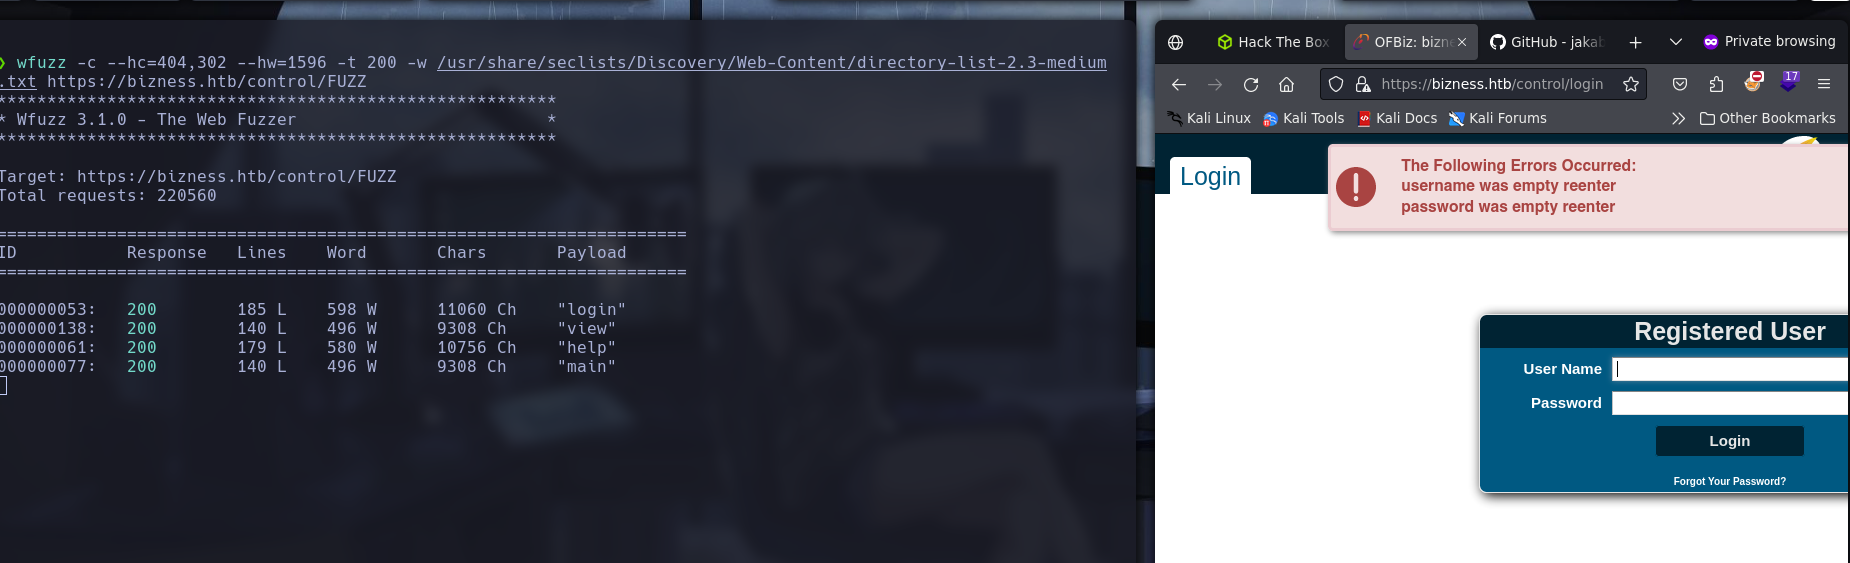 ❯ wfuzz -c --hc=404,302 --hw=1596 -t 200 -w /usr/share/seclists/Discovery/Web-Content/directory-list-2.3-medium
.txt https://bizness.htb/control/FUZZ
********************************************************
* Wfuzz 3.1.0 - The Web Fuzzer                         *
********************************************************
Target: https://bizness.htb/control/FUZZ
Total requests: 220560
=====================================================================
ID           Response   Lines    Word       Chars       Payload
=====================================================================
000000053:   200        185 L    598 W      11060 Ch    "login"
000000138:   200        140 L    496 W      9308 Ch     "view"
000000061:   200        179 L    580 W      10756 Ch    "help"
000000077:   200        140 L    496 W      9308 Ch     "main"
Hack The Box OFBiz: bizne GitHub - jakab Private browsing
https://bizness.htb/control/login 17
Kali Linux Kali Tools Kali Docs Kali Forums Other Bookmarks
Login
The Following Errors Occurred:
username was empty reenter
password was empty reenter
Registered User
User Name
Password
Login
Forgot Your Password?